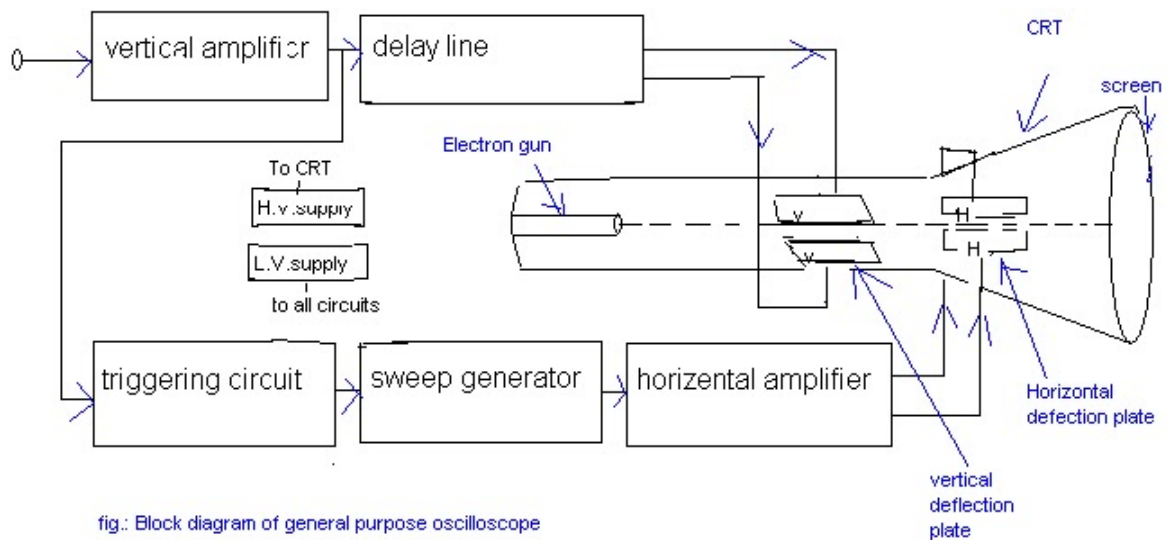 vertical amplifier
delay line
CRT
screen
Electron gun
To CRT
H.V.supply
L.V.supply
to all circuits
V
V
H
H
triggering circuit
sweep generator
horizental amplifier
Horizontal
defection plate
vertical
deflection
plate
fig.: Block diagram of general purpose oscilloscope